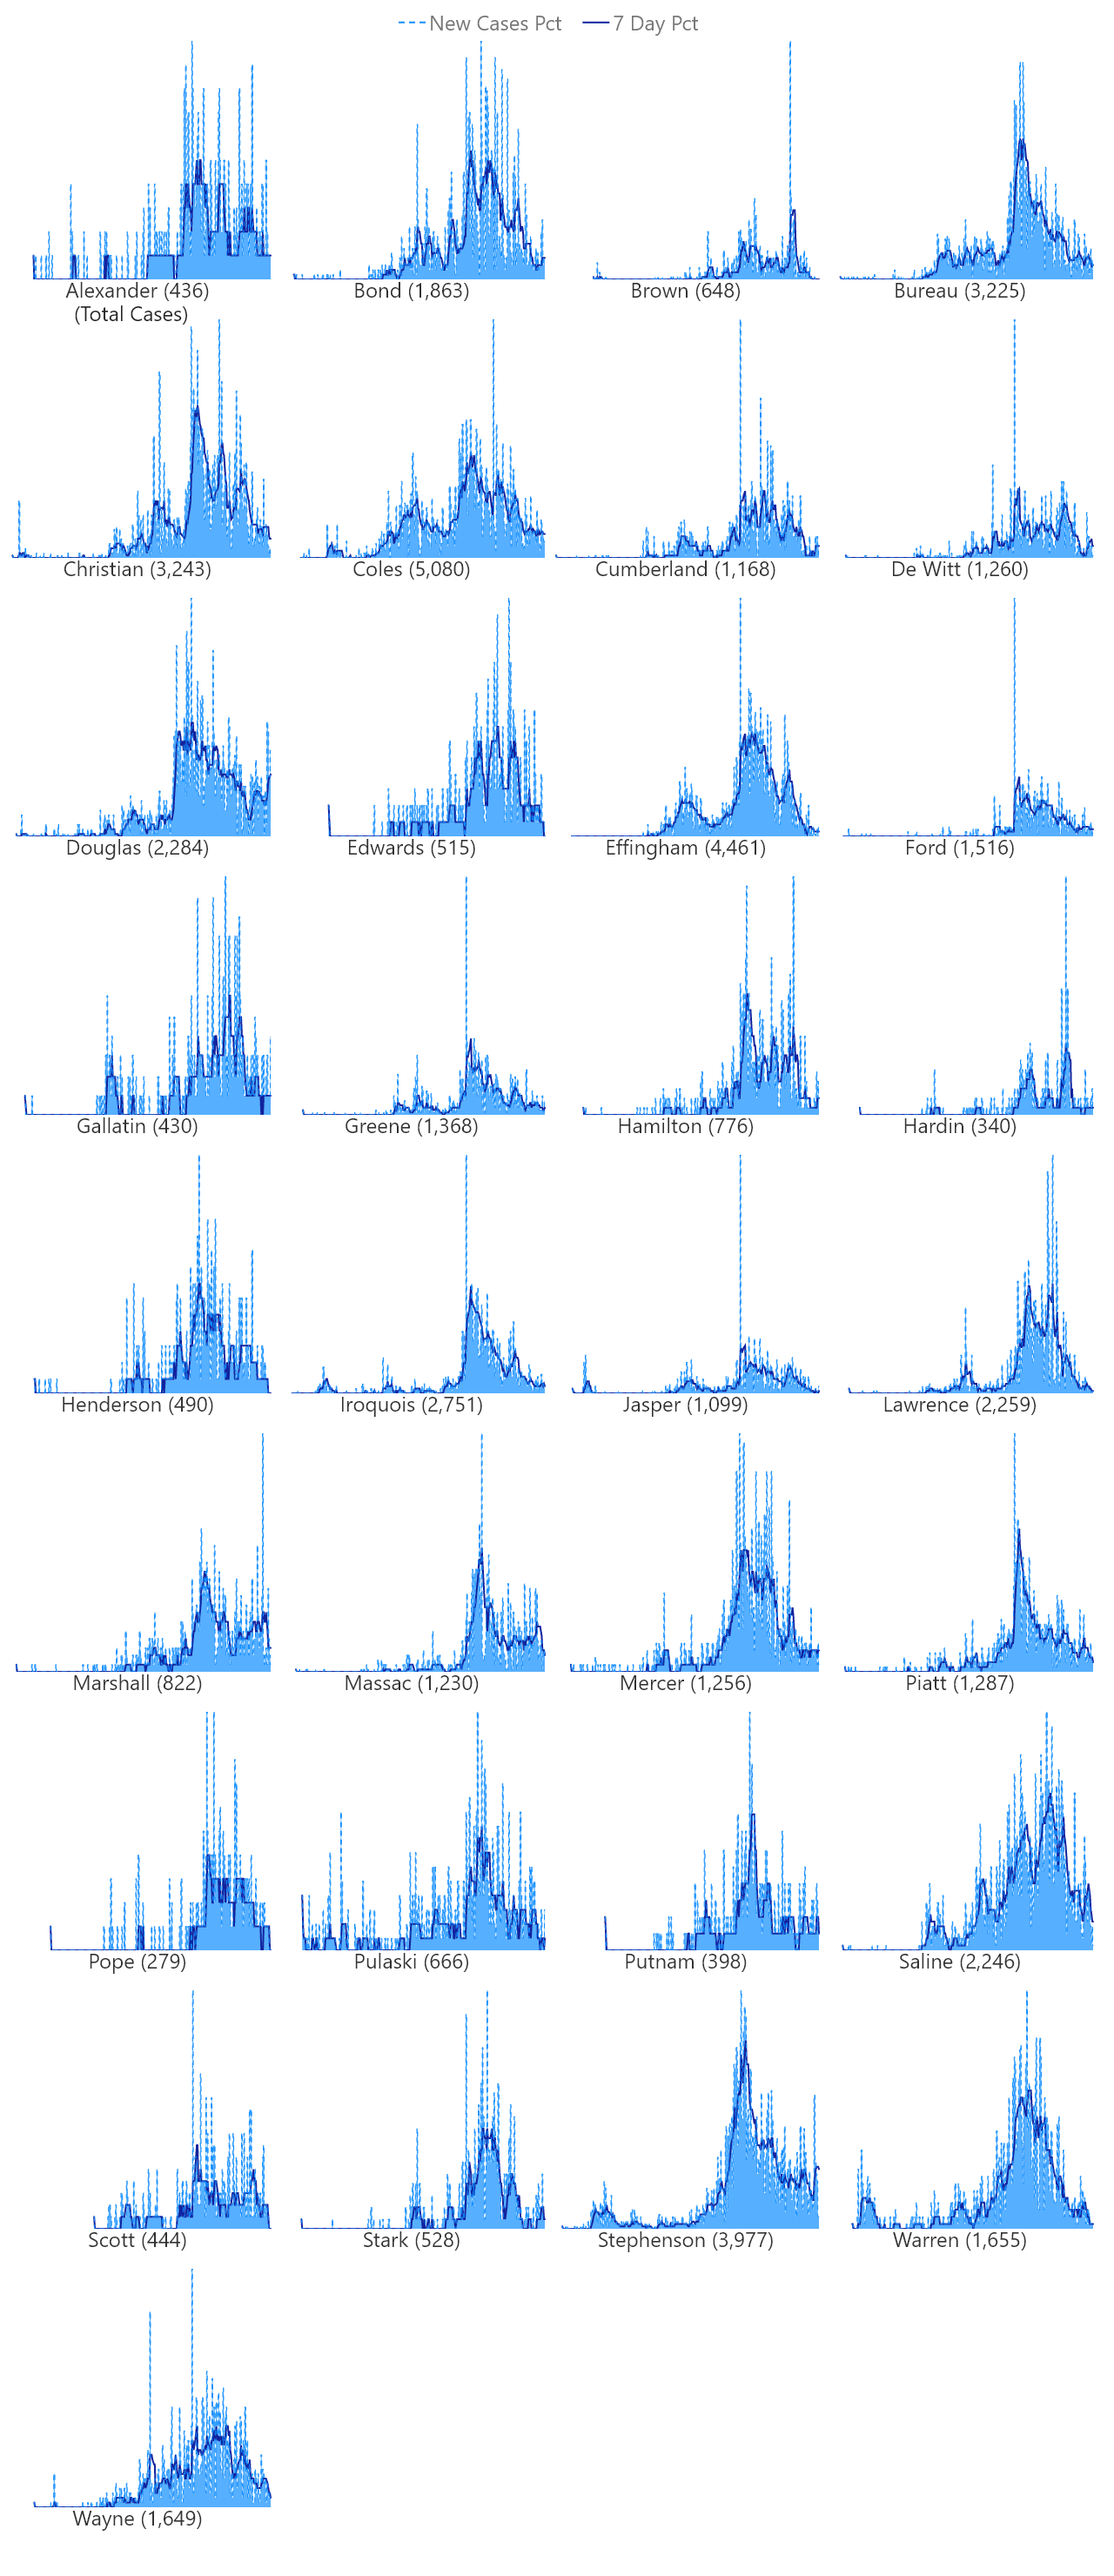 New Cases Pct 7 Day Pct
Alexander (436) Bond (1,863) Brown (648) Bureau (3,225)
(Total Cases)
Christian (3,243) Coles (5,080) Cumberland (1,168) De Witt (1,260)
Douglas (2,284) Edwards (515) Effingham (4,461) Ford (1,516)
Gallatin (430) Greene (1,368) Hamilton (776) Hardin (340)
Henderson (490) Iroquois (2,751) Jasper (1,099) Lawrence (2,259)
Marshall (822) Massac (1,230) Mercer (1,256) Piatt (1,287)
Pope (279) Pulaski (666) Putnam (398) Saline (2,246)
Scott (444) Stark (528) Stephenson (3,977) Warren (1,655)
Wayne (1,649)